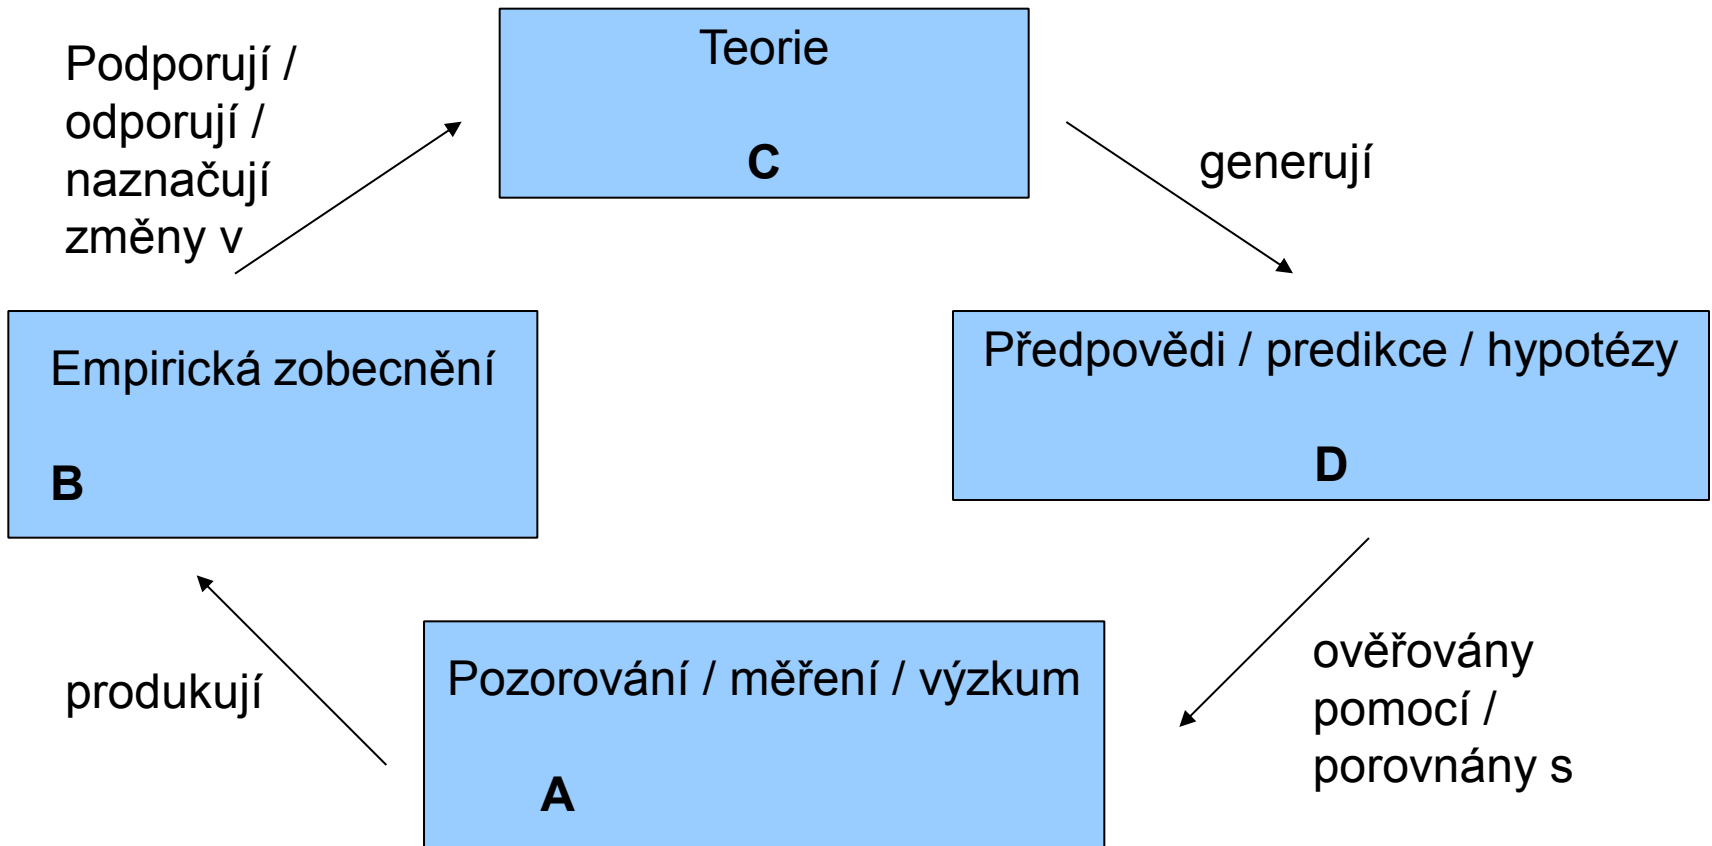 Podporují /
odporují /
naznačují
změny v
Teorie
C
generují
Empirická zobecnění
B
Předpovědi / predikce / hypotézy
D
produkují
Pozorování / měření / výzkum
A
ověřovány
pomocí /
porovnány s